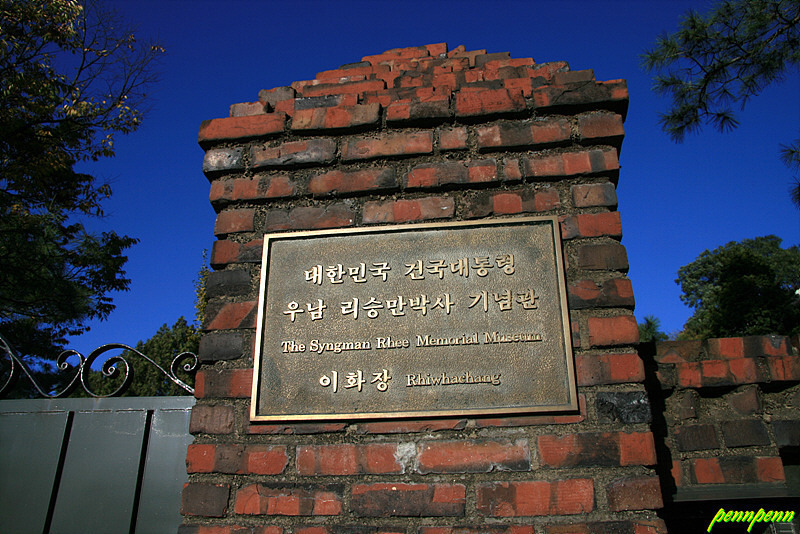 대한민국 건국대통령
우남 리승만박사 기념관
The Syngman Rhee Memorial Museum
이화장 Rhiwhachang
pennpenn